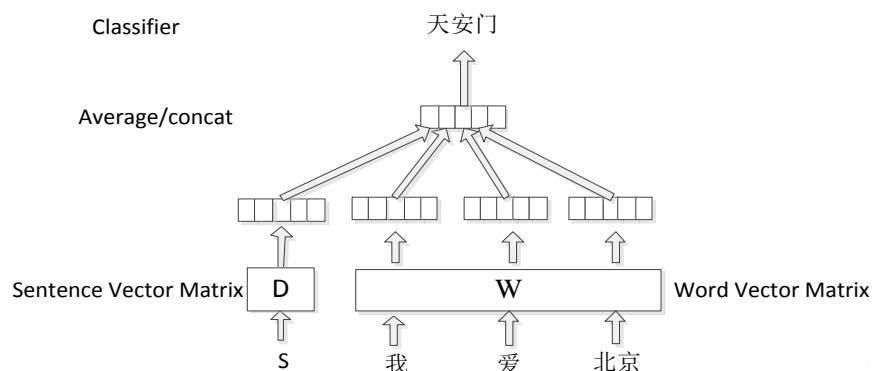 Classifier
天安门
Average/concat
Sentence Vector Matrix
D
W
Word Vector Matrix
S
我
爱
北京